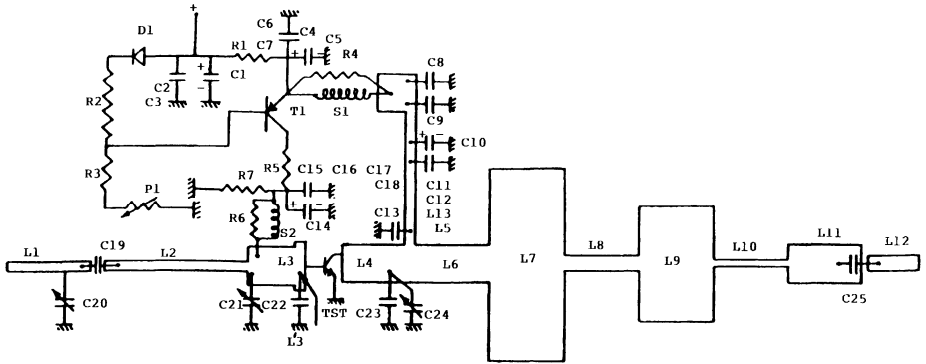 +
C6
C4
D1
R1
C7
C5
+
-
R4
C8
C2
+
-
C1
C3
R2
T1
S1
C9
+
-
C10
R3
R5
C15
C16
C17
C18
C11
C12
L13
L5
P1
R7
+
-
C14
R6
S2
C13
L1
C19
L2
L3
L4
L6
L7
L8
L9
L10
L11
L12
C20
C21
C22
TST
C23
C24
C25
L'3